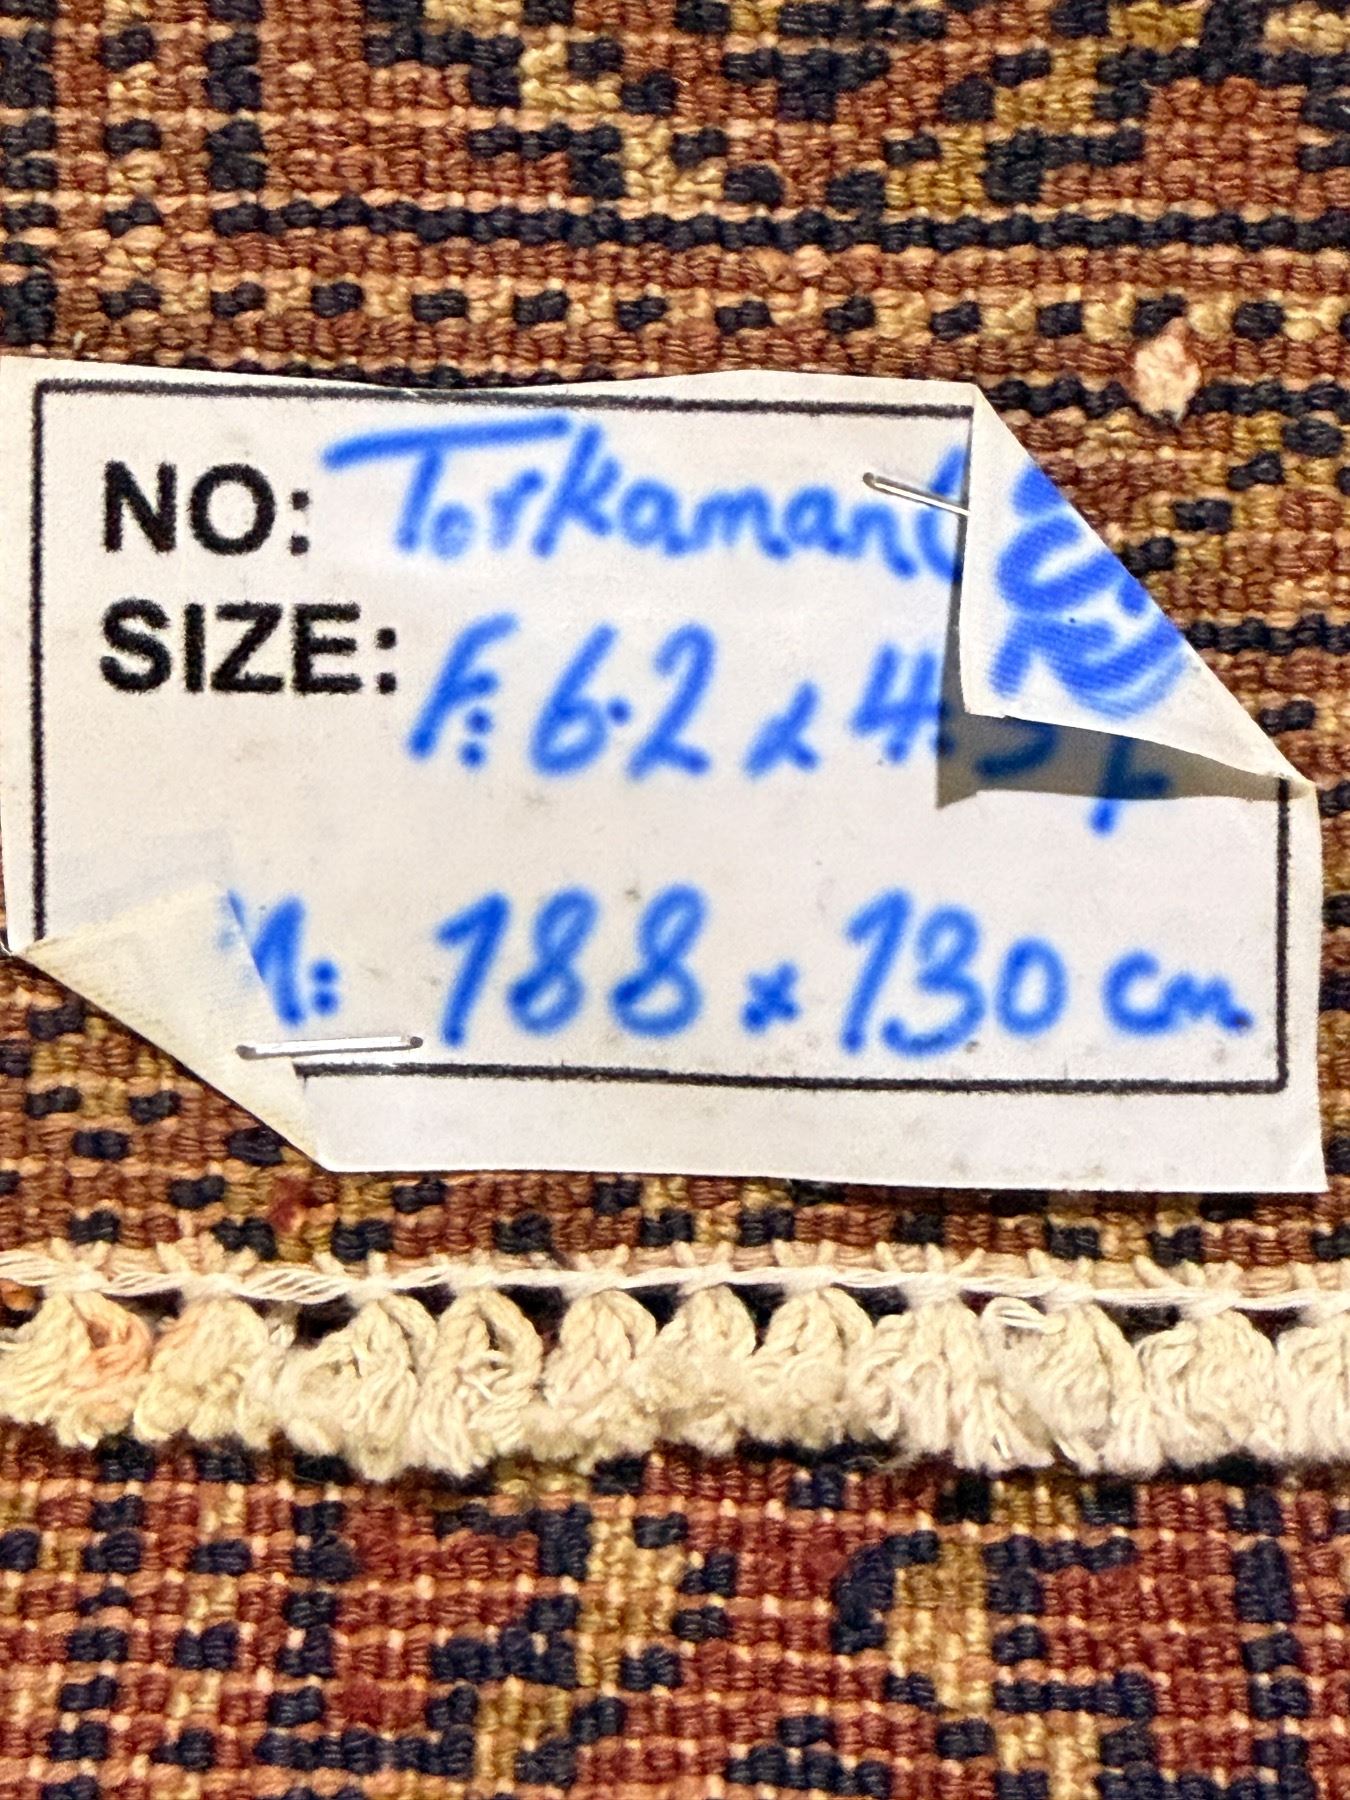 NO: Torkaman
SIZE: F: 6.2 x 4.3
M: 188 x 130 cm